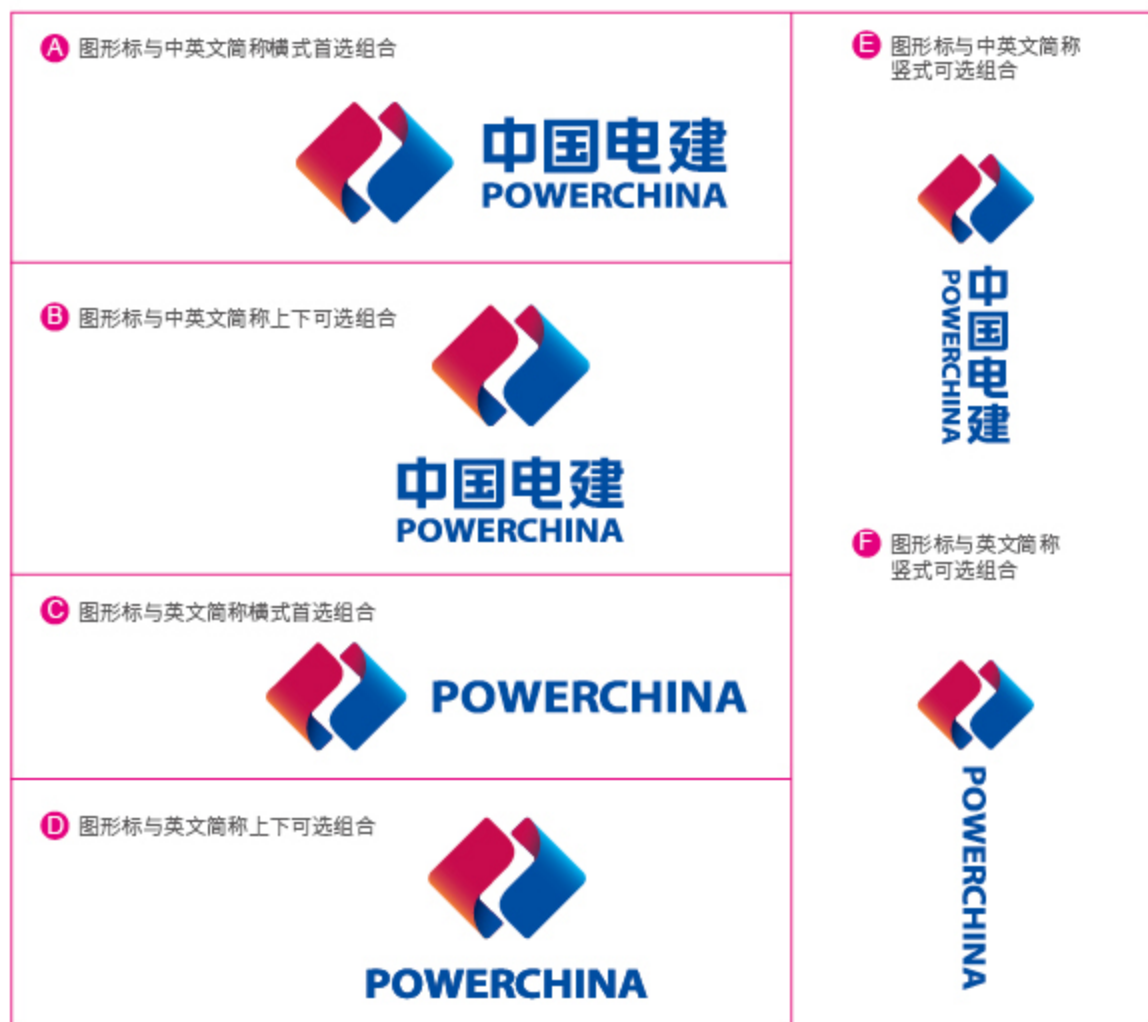 A 图形标与中英文简称横式首选组合
中国电建
POWERCHINA
B 图形标与中英文简称上下可选组合
中国电建
POWERCHINA
C 图形标与英文简称横式首选组合
POWERCHINA
D 图形标与英文简称上下可选组合
POWERCHINA
E 图形标与中英文简称
竖式可选组合
中国电建
POWERCHINA
F 图形标与英文简称
竖式可选组合
POWERCHINA